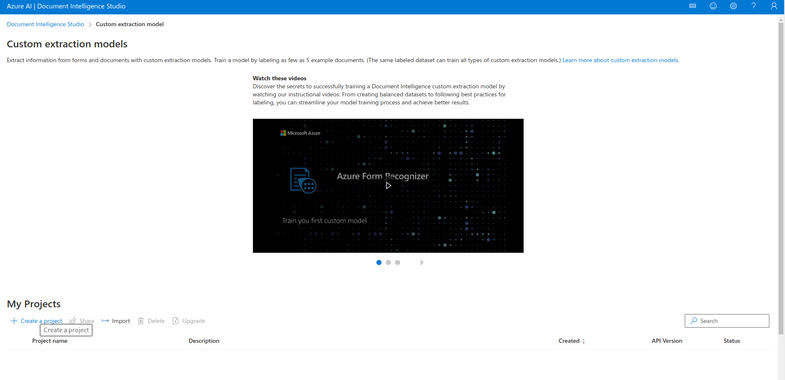 Azure AI | Document Intelligence Studio
Document Intelligence Studio > Custom extraction model
Custom extraction models
Extract information from forms and documents with custom extraction models. Train a model by labeling as few as 5 example documents. (The same labeled dataset can train all types of custom extraction models.) Learn more about custom extraction models.
Watch these videos
Discover the secrets to successfully training a Document Intelligence custom extraction model by
watching our instructional videos. From creating balanced datasets to following best practices for
labeling, you can streamline your model training process and achieve better results.
Microsoft Azure
Azure Form Recognizer
Train you first custom model
My Projects
Create a project Share Import Delete Upgrade Search
Create a project
Project name Description Created ↓ API Version Status